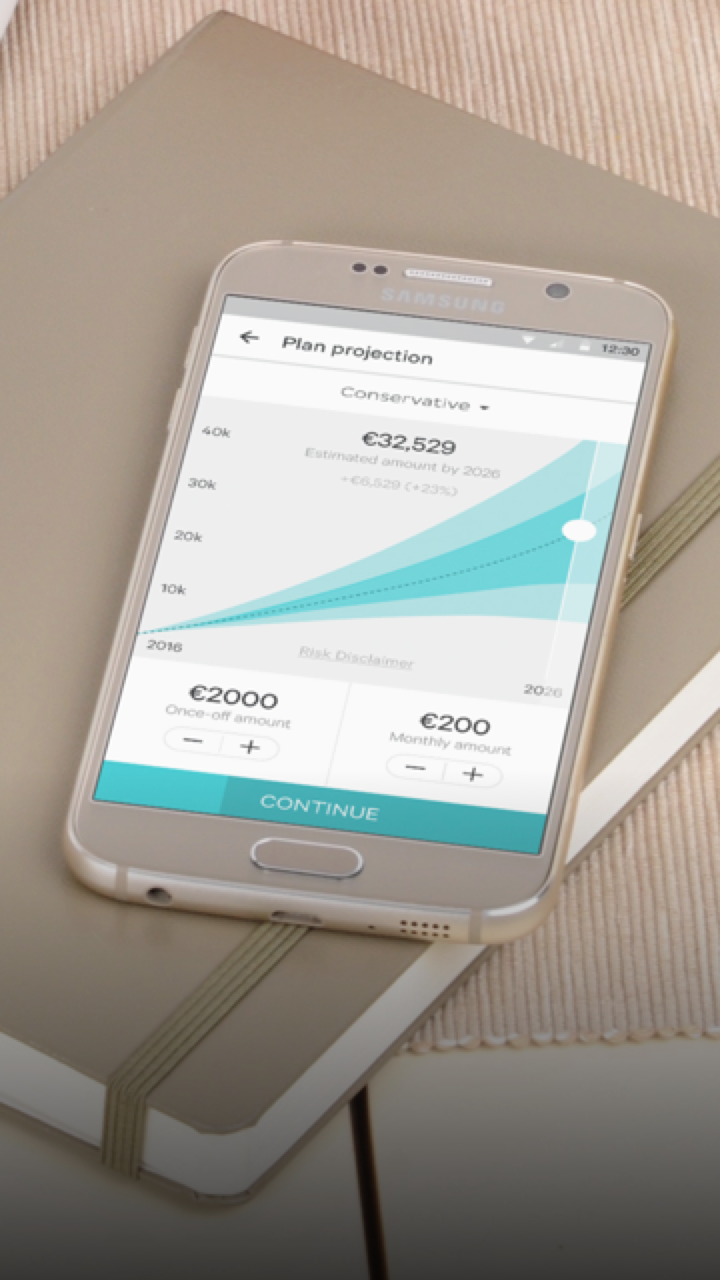 SAMSUNG
12:30
Plan projection
Conservative
€32,529
Estimated amount by 2026
+€6,529 (+23%)
40k
30k
20k
10k
2016
2026
Risk Disclaimer
€2000
Once-off amount
€200
Monthly amount
CONTINUE